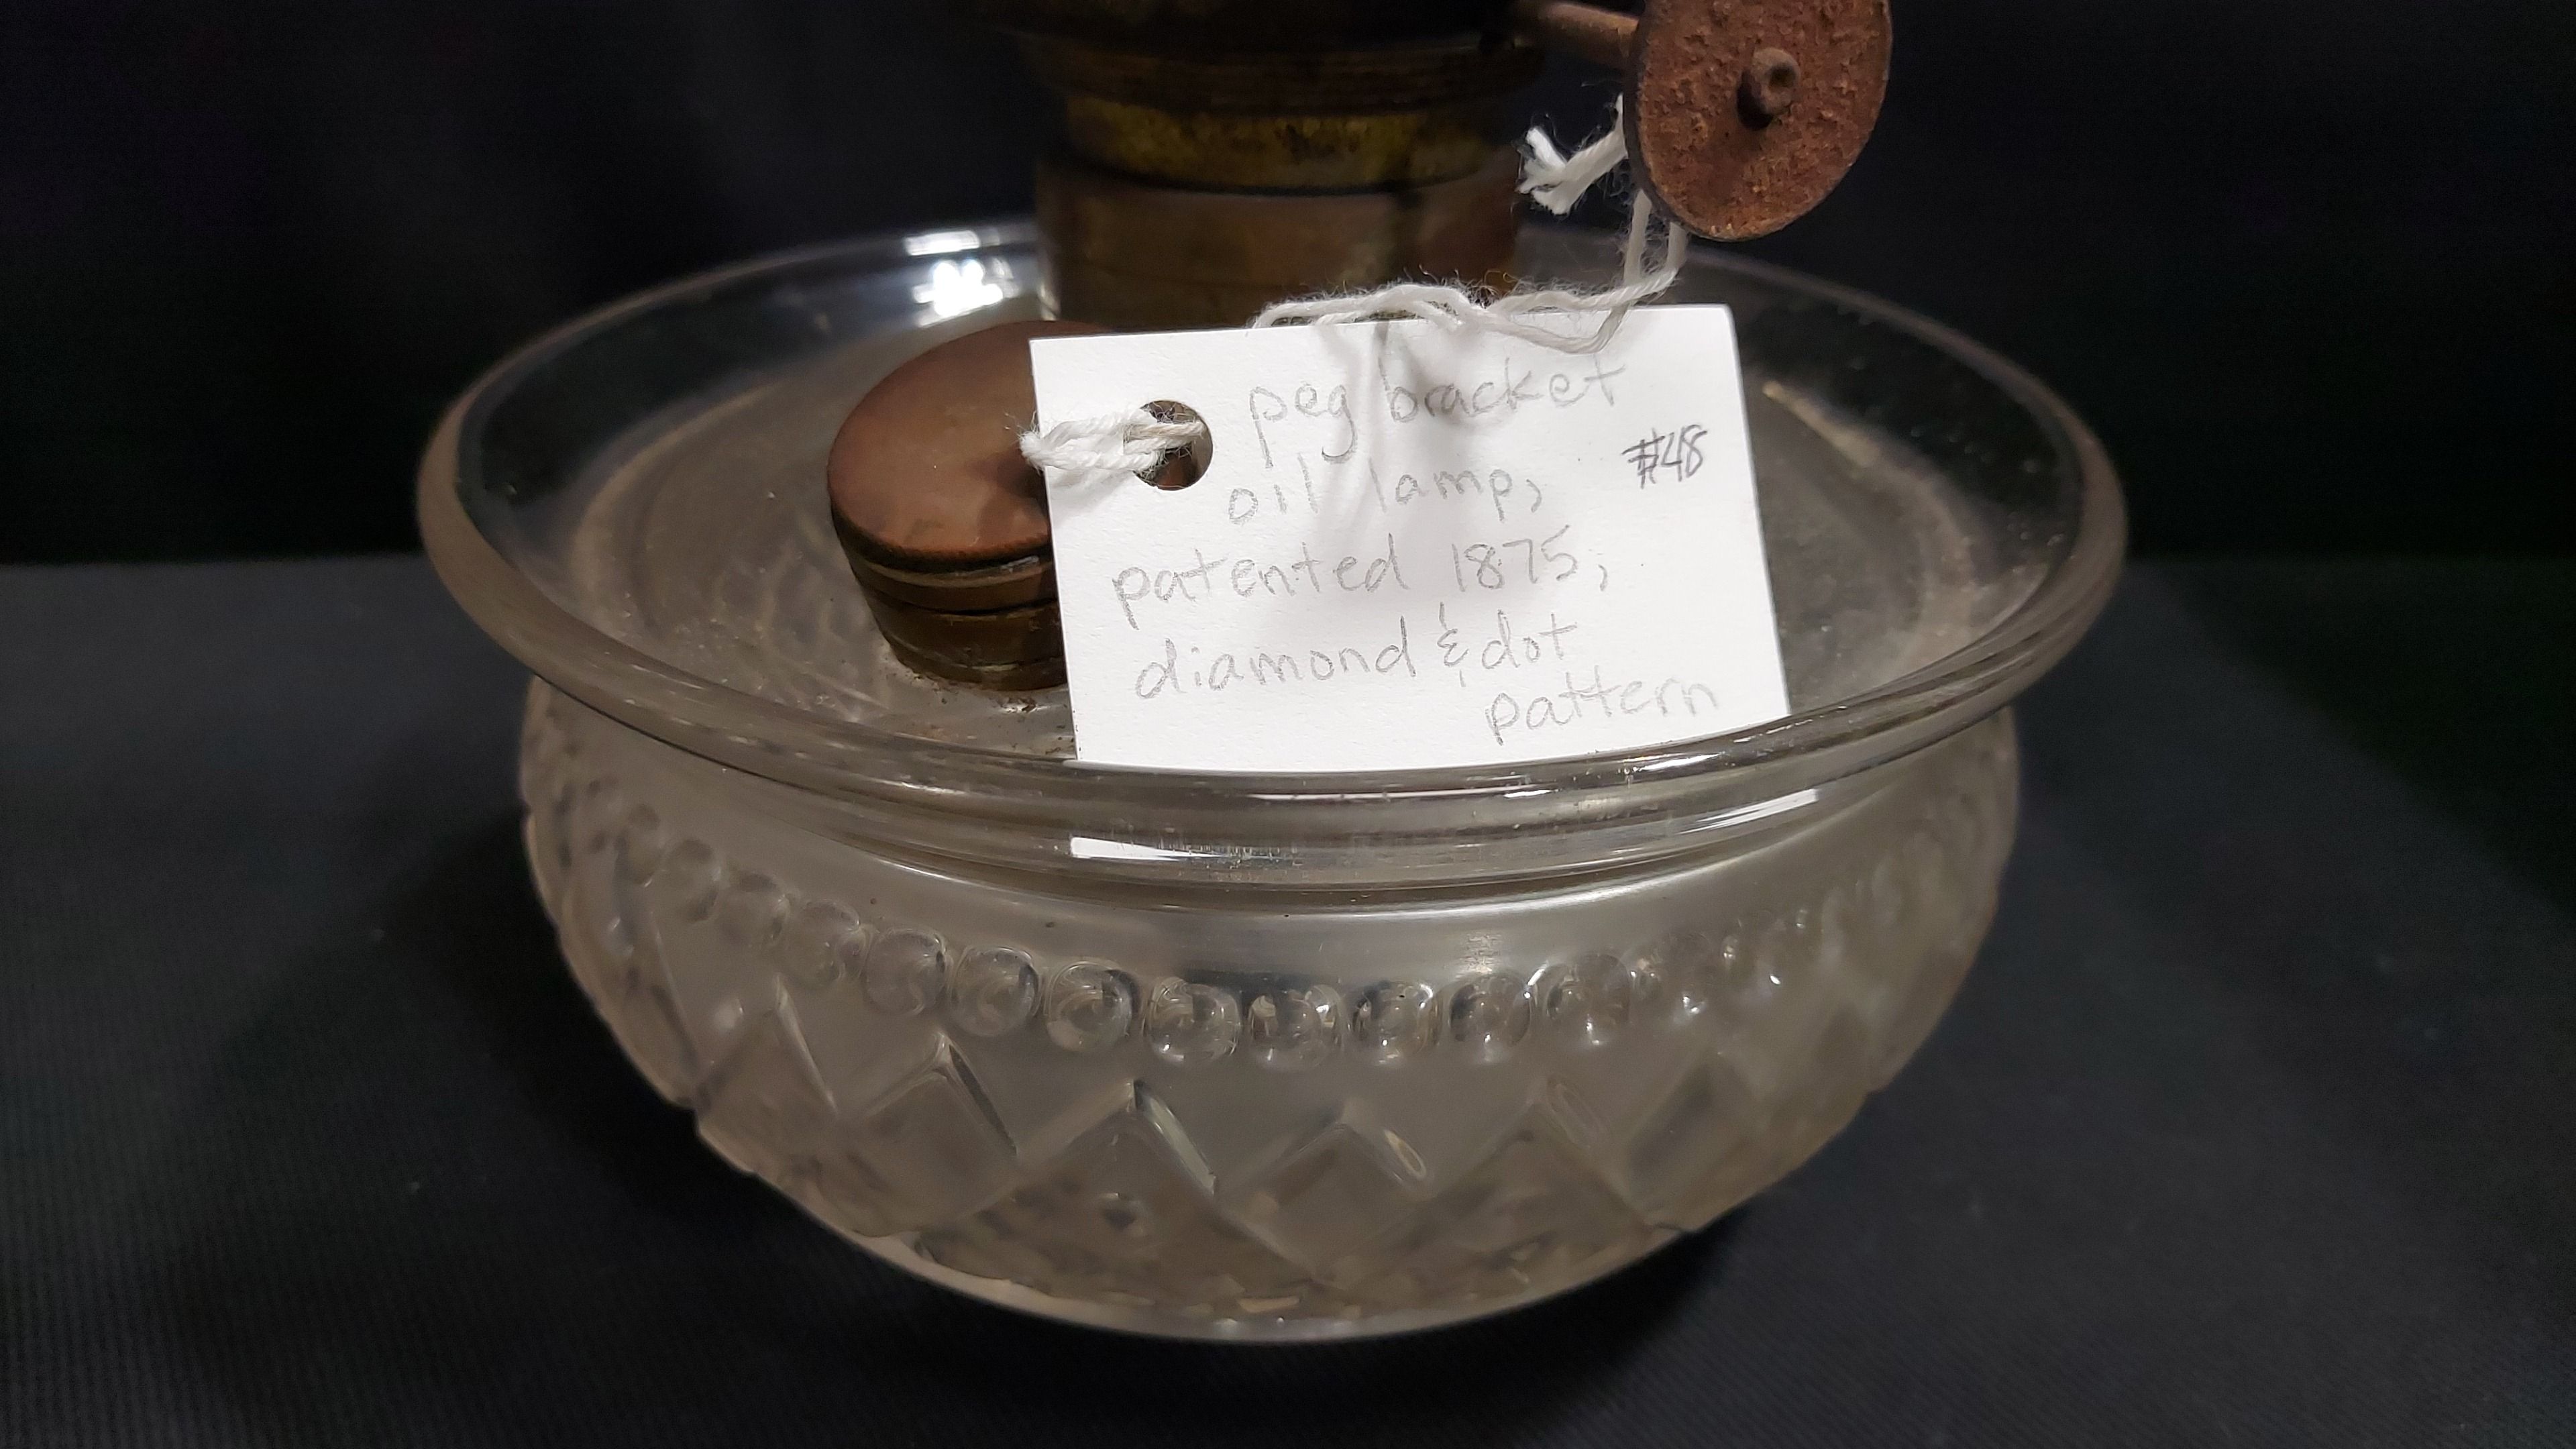 peg bracket
#48
oil lamp,
patented 1875,
diamond & dot
pattern